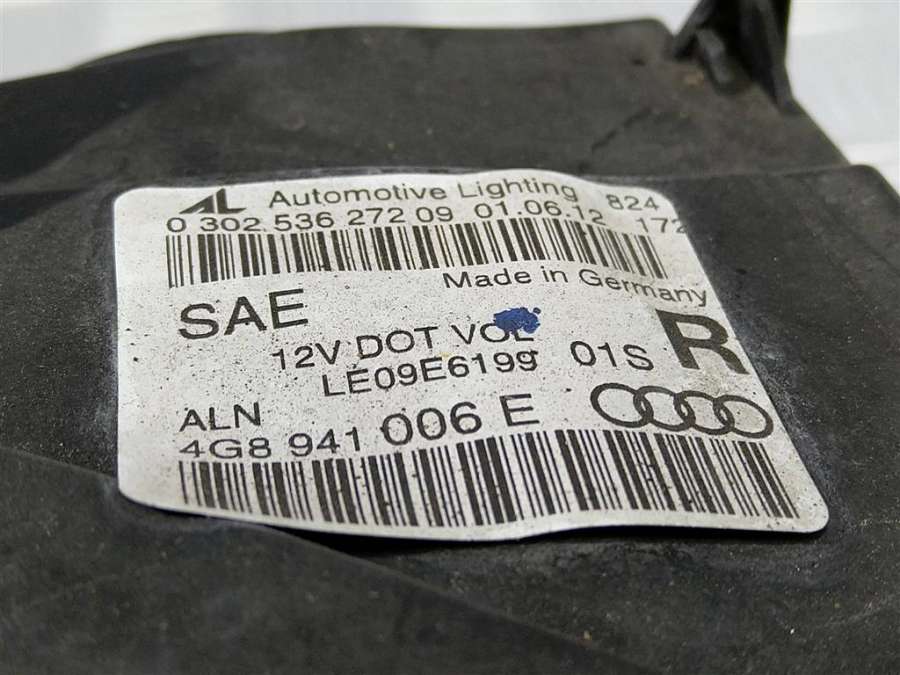 AL Automotive Lighting 824
0 302 536 272 09 01.06.12 172
Made in Germany
SAE
12V DOT VOL R
LE09E6199 01S
ALN
4G8 941 006 E